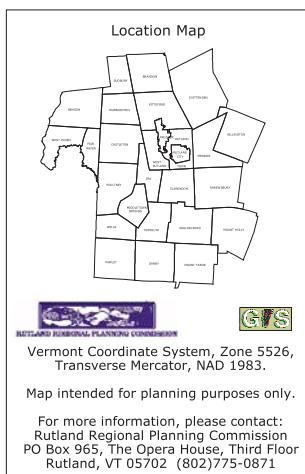 Location Map
SUDBURY
BRANDON
CHITTENDEN
BENSON
HUBBARDTON
PITTSFORD
KILLINGTON
WEST HAVEN
FAIR HAVEN
CASTLETON
PROCTOR
RUTLAND
RUTLAND CITY
TOWN
WEST RUTLAND
MENDON
IRA
POULTNEY
CLARENDON
SHREWSBURY
MIDDLETOWN SPRINGS
WELLS
TINMOUTH
WALLINGFORD
MOUNT HOLLY
PAWLET
DANBY
MOUNT TABOR
RUTLAND REGIONAL PLANNING COMMISSION
GIS
Vermont Coordinate System, Zone 5526,
Transverse Mercator, NAD 1983.
Map intended for planning purposes only.
For more information, please contact:
Rutland Regional Planning Commission
PO Box 965, The Opera House, Third Floor
Rutland, VT 05702 (802)775-0871